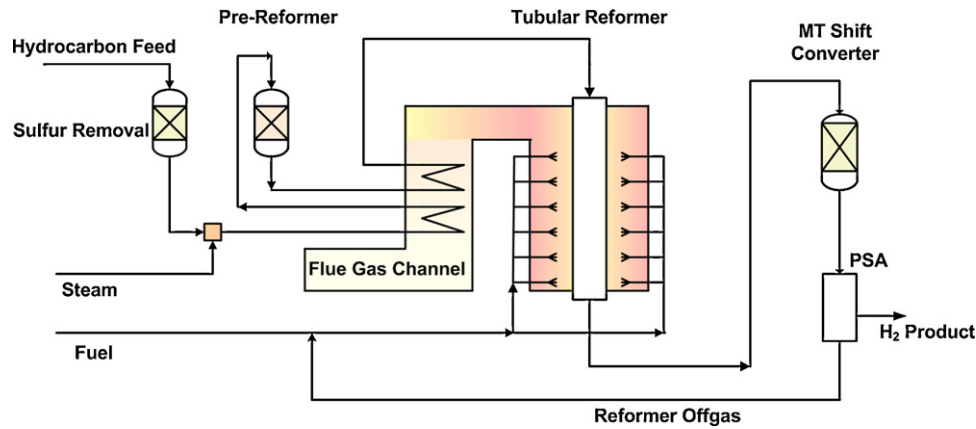 Pre-Reformer
Tubular Reformer
MT Shift
Converter
Hydrocarbon Feed
Sulfur Removal
Flue Gas Channel
Steam
PSA
H₂ Product
Fuel
Reformer Offgas